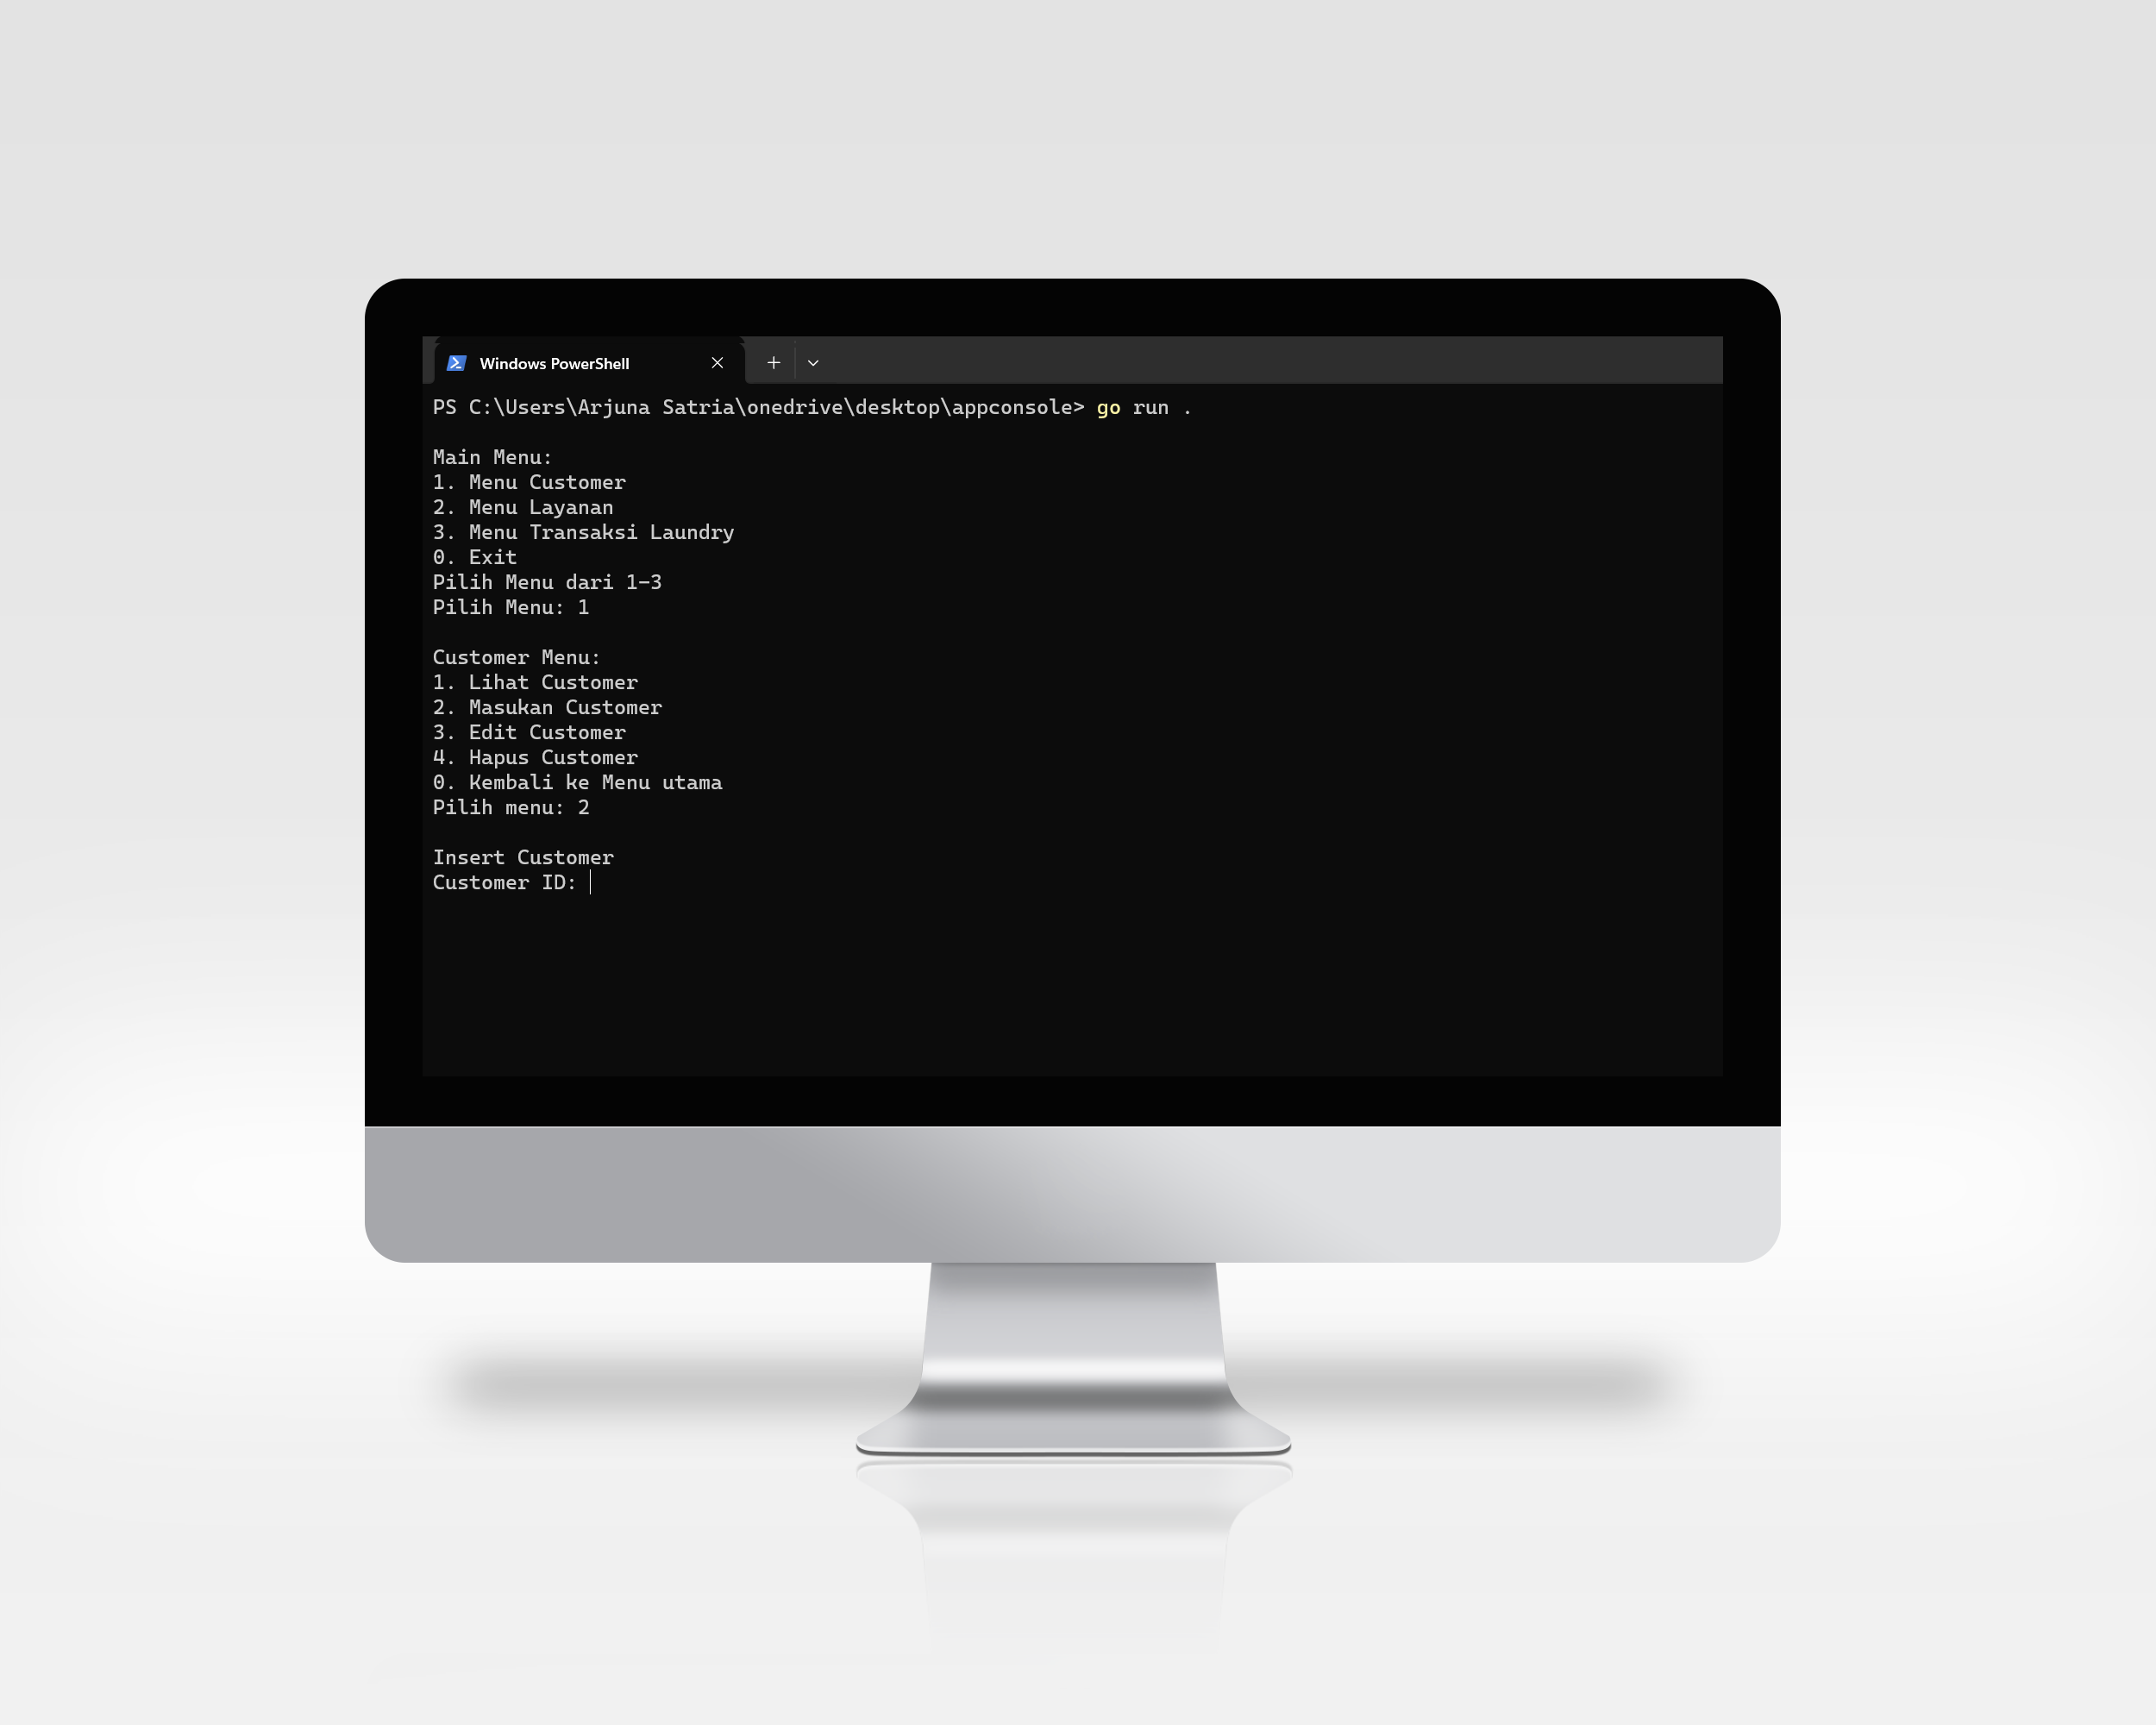 Windows PowerShell
PS C:\Users\Arjuna Satria\onedrive\desktop\appconsole> go run .
Main Menu:
1. Menu Customer
2. Menu Layanan
3. Menu Transaksi Laundry
0. Exit
Pilih Menu dari 1-3
Pilih Menu: 1
Customer Menu:
1. Lihat Customer
2. Masukan Customer
3. Edit Customer
4. Hapus Customer
0. Kembali ke Menu utama
Pilih menu: 2
Insert Customer
Customer ID: